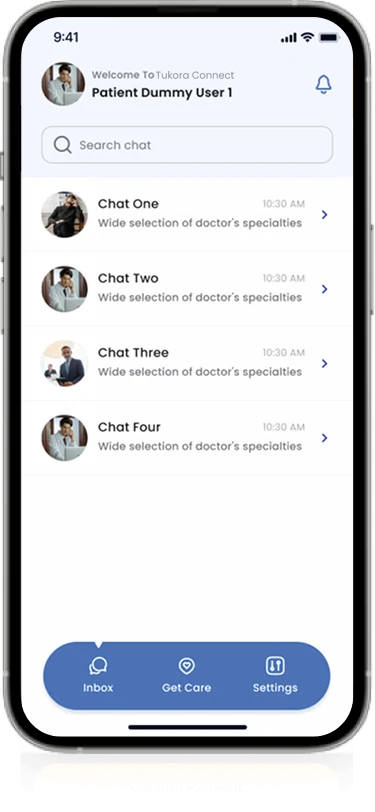 9:41
Welcome To Tukora Connect
Patient Dummy User 1
Search chat
Chat One
10:30 AM
Wide selection of doctor's specialties
Chat Two
10:30 AM
Wide selection of doctor's specialties
Chat Three
10:30 AM
Wide selection of doctor's specialties
Chat Four
10:30 AM
Wide selection of doctor's specialties
Inbox
Get Care
Settings